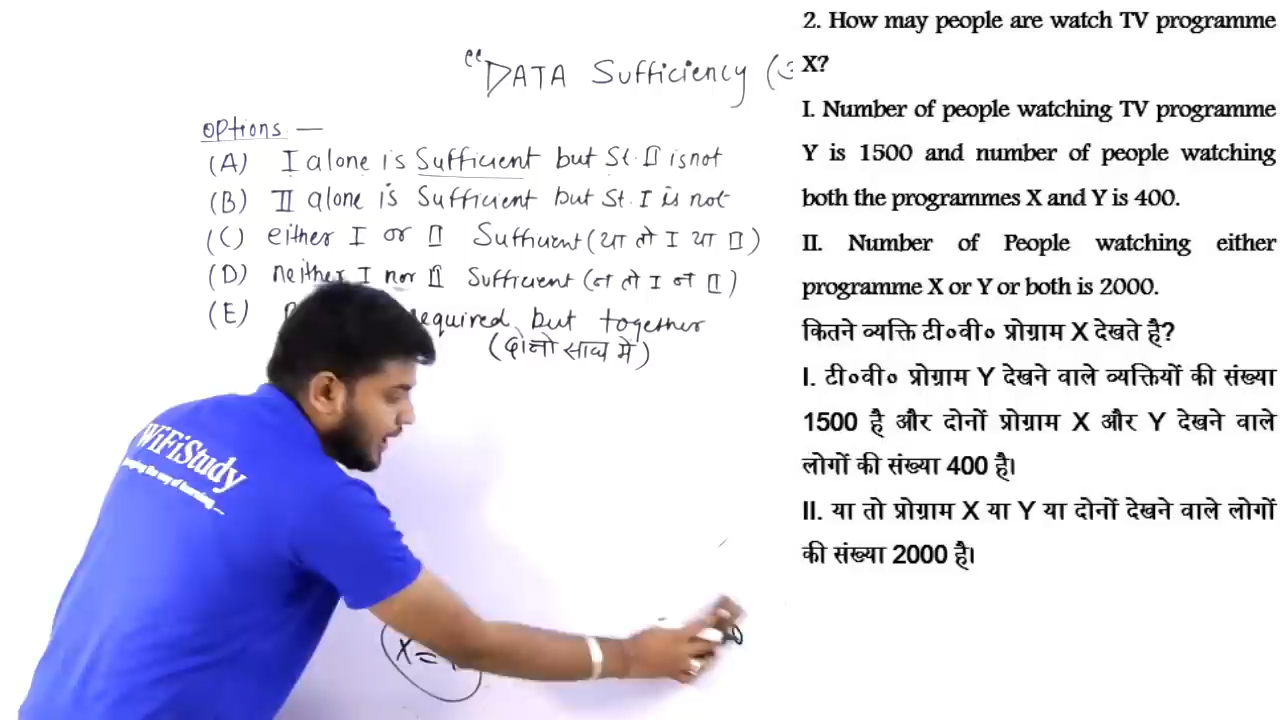 "DATA Sufficiency (
options: —
(A) I alone is Sufficient but St. II is not
(B) II alone is Sufficient but St. I is not
(C) either I or II Suffiuent (या तो I या II)
(D) neither I nor II Sufficient (न तो I न II)
(E) required, but together
(दोनो साथ मे)
WiFiStudy
X =
2. How may people are watch TV programme
X?
I. Number of people watching TV programme
Y is 1500 and number of people watching
both the programmes X and Y is 400.
II. Number of People watching either
programme X or Y or both is 2000.
कितने व्यक्ति टी०वी० प्रोग्राम X देखते है?
I. टी०वी० प्रोग्राम Y देखने वाले व्यक्तियों की संख्या
1500 है और दोनों प्रोग्राम X और Y देखने वाले
लोगों की संख्या 400 है।
II. या तो प्रोग्राम X या Y या दोनों देखने वाले लोगों
की संख्या 2000 है।